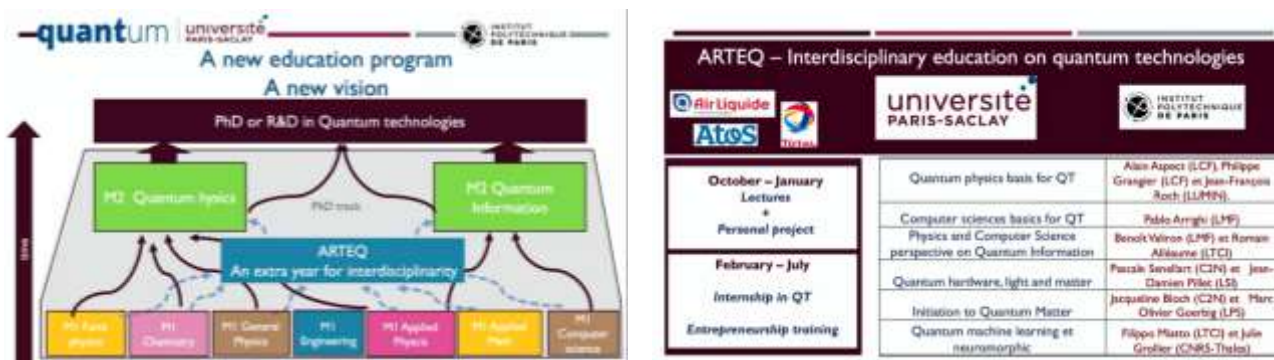 quantum
université
PARIS-SACLAY
INSTITUT
POLYTECHNIQUE
DE PARIS
A new education program
A new vision
PhD or R&D in Quantum technologies
M2 Quantum hysics
M2 Quantum
Information
PhD track
ARTEQ
An extra year for interdisciplinarity
M1
physics
M1
Chemistry
M1 General
Physics
M1
Engineering
M1 Applied
Physics
M1 Applied
Math
M1
Computer
science
ARTEQ – Interdisciplinary education on quantum technologies
Air Liquide
Atos
TOTAL
université
PARIS-SACLAY
INSTITUT
POLYTECHNIQUE
DE PARIS
October – January
Lectures
+
Personal project
February – July
Internship in QT
Entrepreneurship training
Quantum physics basis for QT
Alain Aspect (LCF), Philippe
Grangier (LCF) et Jean-François
Roch (LUMIN).
Computer sciences basics for QT
Pablo Arrighi (LMF)
Physics and Computer Science
perspective on Quantum Information
Benoît Valiron (LMF) et Romain
Alléaume (LTCI)
Quantum hardware, light and matter
Pascale Senellart (C2N) et Jean-
Damien Pillet (LSI)
Initiation to Quantum Matter
Jacqueline Bloch (C2N) et Marc
Olivier Goerbig (LPS)
Quantum machine learning et
neuromorphic
Filippo Miatto (LTCI) et Julie
Grollier (CNRS-Thales)